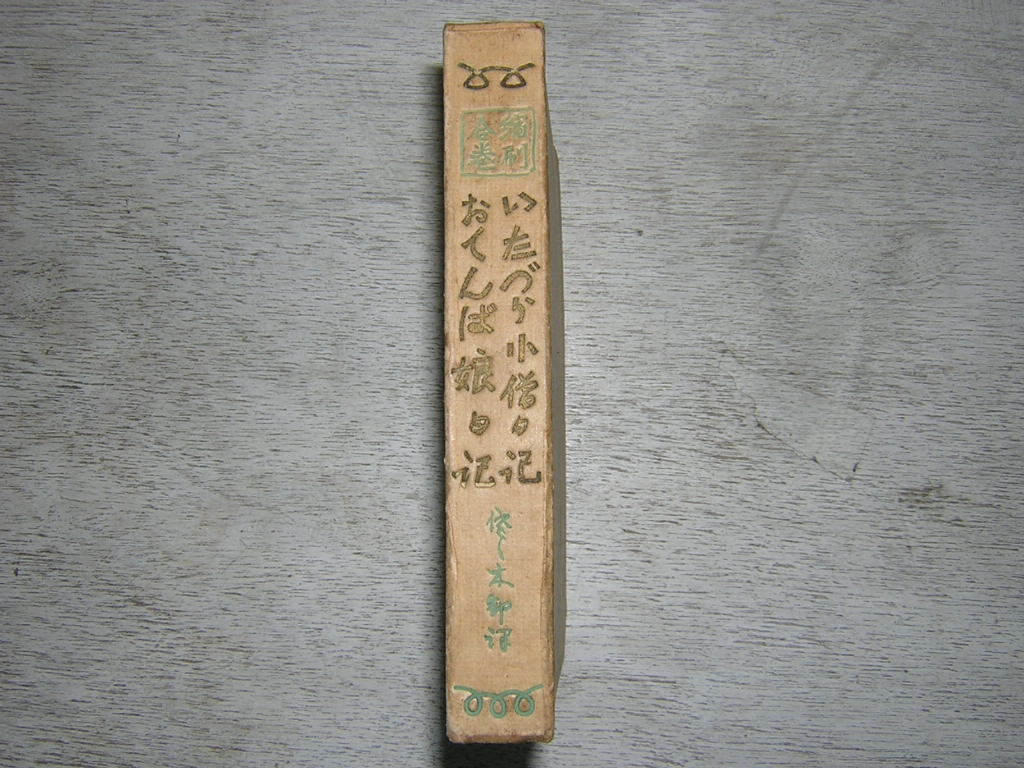 縮刷
合巻
いたづら小僧日記
おてんば娘日記
佐々木邦訳